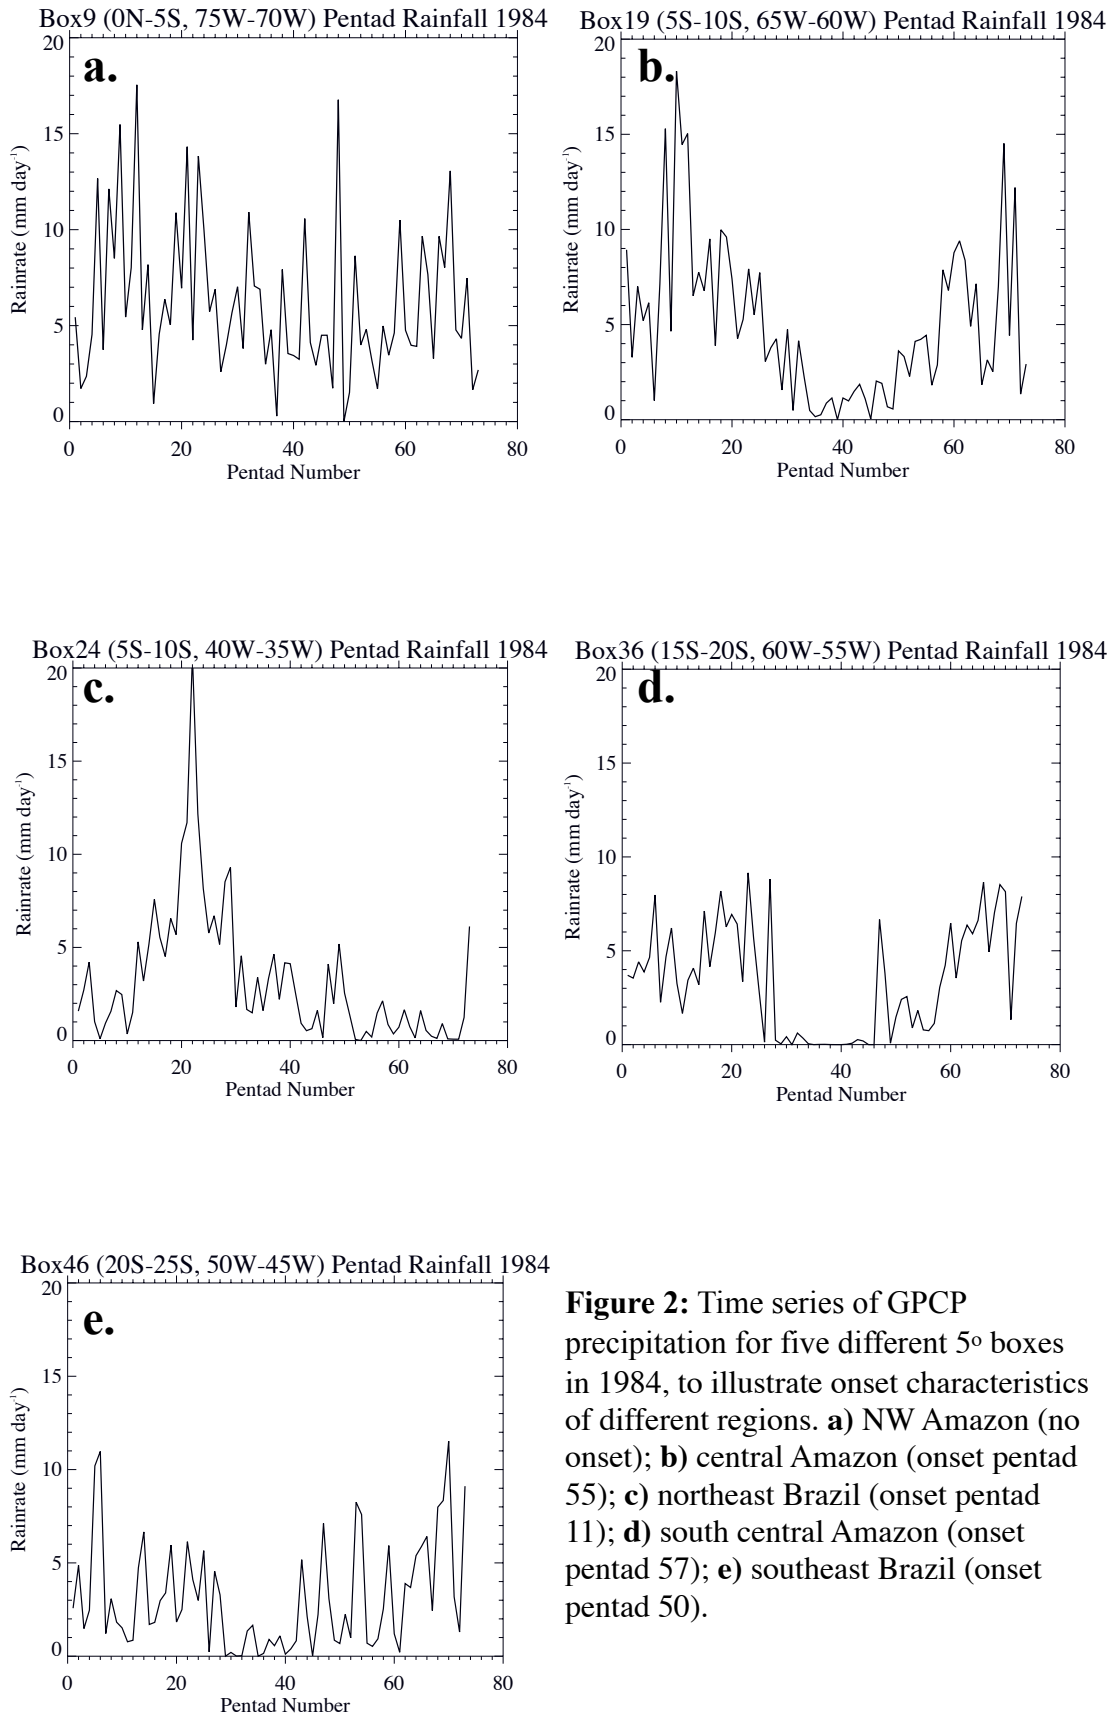 Box9 (0N-5S, 75W-70W) Pentad Rainfall 1984
a.
20
15
10
5
0
Rainrate (mm day-1)
0 20 40 60 80
Pentad Number
Box19 (5S-10S, 65W-60W) Pentad Rainfall 1984
b.
20
15
10
5
0
Rainrate (mm day-1)
0 20 40 60 80
Pentad Number
Box24 (5S-10S, 40W-35W) Pentad Rainfall 1984
c.
20
15
10
5
0
Rainrate (mm day-1)
0 20 40 60 80
Pentad Number
Box36 (15S-20S, 60W-55W) Pentad Rainfall 1984
d.
20
15
10
5
0
Rainrate (mm day-1)
0 20 40 60 80
Pentad Number
Box46 (20S-25S, 50W-45W) Pentad Rainfall 1984
e.
20
15
10
5
0
Rainrate (mm day-1)
0 20 40 60 80
Pentad Number
Figure 2: Time series of GPCP
precipitation for five different 5º boxes
in 1984, to illustrate onset characteristics
of different regions. a) NW Amazon (no
onset); b) central Amazon (onset pentad
55); c) northeast Brazil (onset pentad
11); d) south central Amazon (onset
pentad 57); e) southeast Brazil (onset
pentad 50).